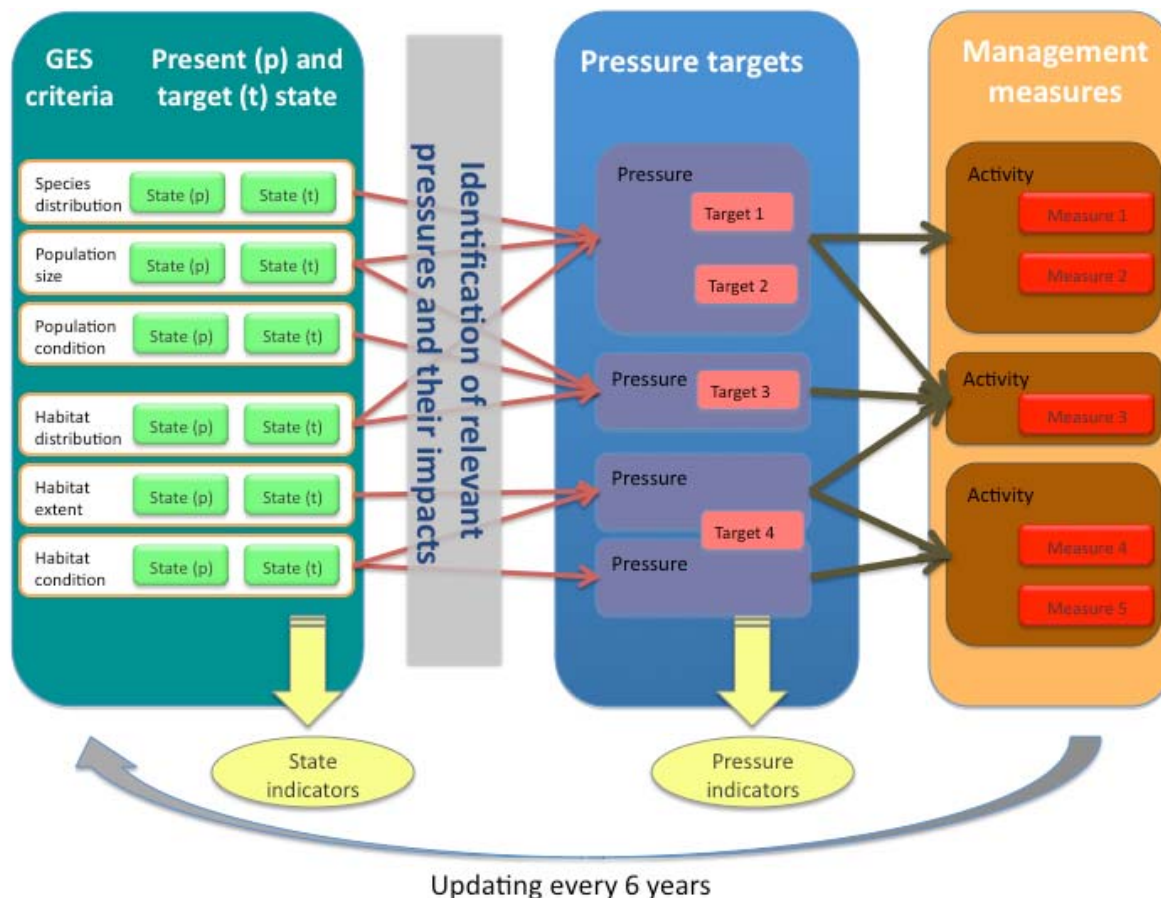 GES
criteria
Present (p) and
target (t) state
Species
distribution
State (p)
State (t)
Population
size
State (p)
State (t)
Population
condition
State (p)
State (t)
Habitat
distribution
State (p)
State (t)
Habitat
extent
State (p)
State (t)
Habitat
condition
State (p)
State (t)
Identification of relevant
pressures and their impacts
Pressure targets
Pressure
Target 1
Target 2
Pressure
Target 3
Pressure
Target 4
Pressure
Management
measures
Activity
Measure 1
Measure 2
Activity
Measure 3
Activity
Measure 4
Measure 5
State
indicators
Pressure
indicators
Updating every 6 years